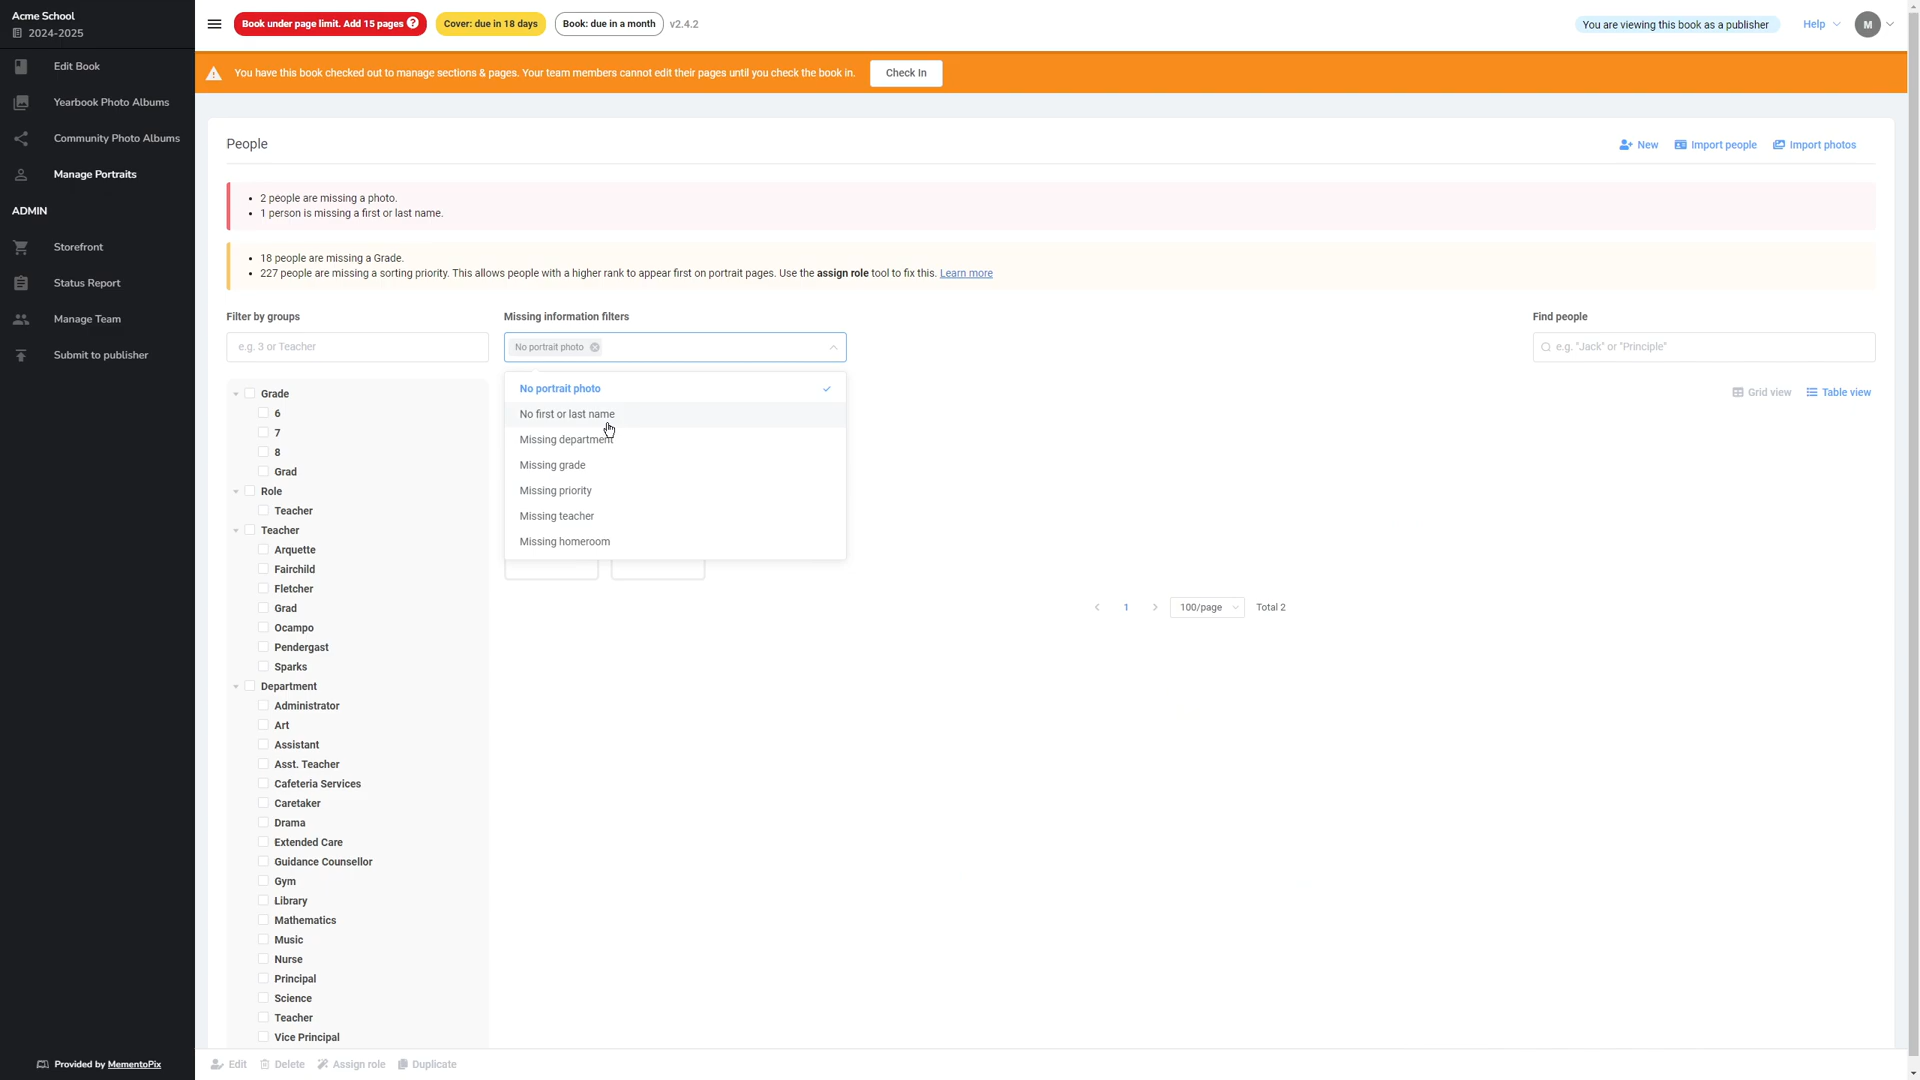 Acme School
2024-2025
Edit Book
Yearbook Photo Albums
Community Photo Albums
Manage Portraits
ADMIN
Storefront
Status Report
Manage Team
Submit to publisher
Provided by MementoPix
Book under page limit. Add 15 pages ?
Cover: due in 18 days
Book: due in a month
v2.4.2
You are viewing this book as a publisher
Help
M
You have this book checked out to manage sections & pages. Your team members cannot edit their pages until you check the book in.
Check In
People
New
Import people
Import photos
• 2 people are missing a photo.
• 1 person is missing a first or last name.
• 18 people are missing a Grade.
• 227 people are missing a sorting priority. This allows people with a higher rank to appear first on portrait pages. Use the assign role tool to fix this. Learn more
Filter by groups
e.g. 3 or Teacher
Missing information filters
No portrait photo
Find people
e.g. "Jack" or "Principle"
Grid view
Table view
No portrait photo
No first or last name
Missing department
Missing grade
Missing priority
Missing teacher
Missing homeroom
Grade
6
7
8
Grad
Role
Teacher
Teacher
Arquette
Fairchild
Fletcher
Grad
Ocampo
Pendergast
Sparks
Department
Administrator
Art
Assistant
Asst. Teacher
Cafeteria Services
Caretaker
Drama
Extended Care
Guidance Counsellor
Gym
Library
Mathematics
Music
Nurse
Principal
Science
Teacher
Vice Principal
1
100/page
Total 2
Edit
Delete
Assign role
Duplicate